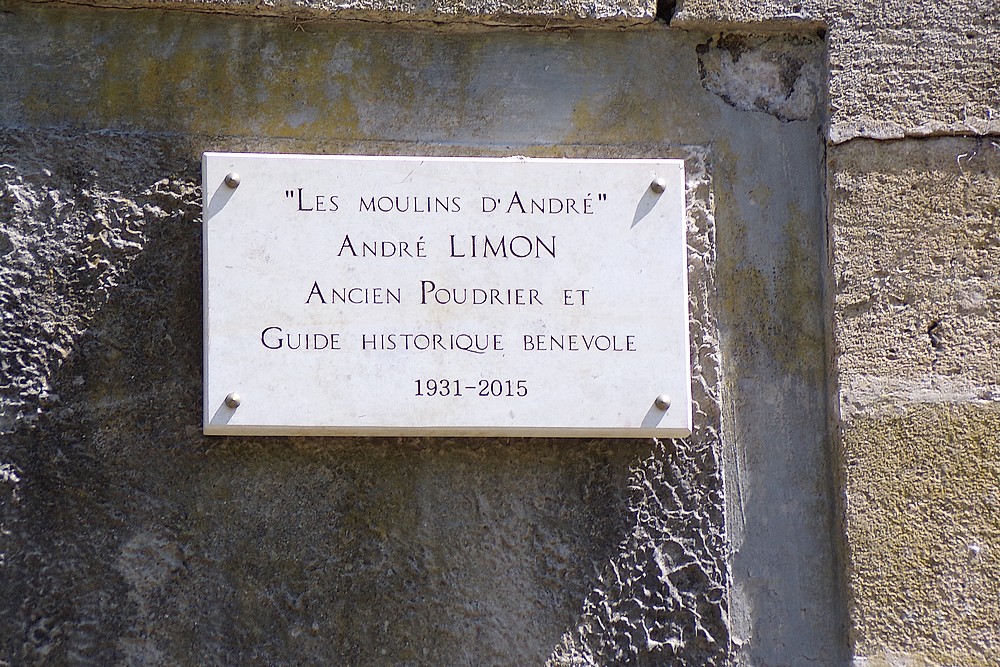 "Les moulins d'André"
André LIMON
Ancien Poudrier et
Guide historique benevole
1931-2015